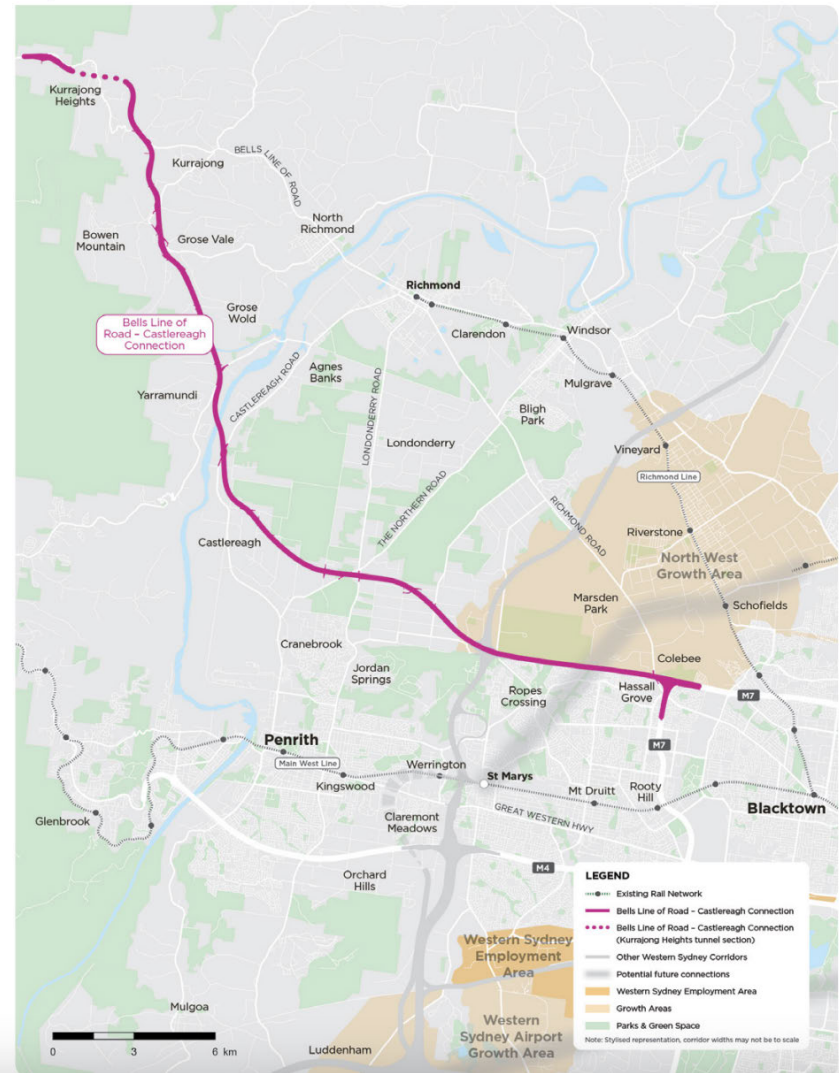 Kurrajong
Heights
Kurrajong
BELLS LINE OF ROAD
North
Richmond
Bowen
Mountain
Grose Vale
Richmond
Grose
Wold
Clarendon
Windsor
Bells Line of
Road – Castlereagh
Connection
Agnes
Banks
CASTLEREAGH ROAD
LONDONDERRY ROAD
Mulgrave
Yarramundi
Bligh
Park
Londonderry
Vineyard
Richmond Line
THE NORTHERN ROAD
RICHMOND ROAD
Riverstone
Castlereagh
North West
Growth Area
Marsden
Park
Schofields
Cranebrook
Colebee
Jordan
Springs
Ropes
Crossing
Hassall
Grove
M7
M7
Penrith
Main West Line
Werrington
St Marys
Kingswood
Mt Druitt
Rooty
Hill
Blacktown
Glenbrook
Claremont
Meadows
GREAT WESTERN HWY
M4
Orchard
Hills
LEGEND
Existing Rail Network
Bells Line of Road – Castlereagh Connection
Bells Line of Road – Castlereagh Connection
(Kurrajong Heights tunnel section)
Other Western Sydney Corridors
Potential future connections
Western Sydney Employment Area
Growth Areas
Parks & Green Space
Note: Stylised representation, corridor widths may not be to scale
Western Sydney
Employment
Area
Mulgoa
Western
Sydney Airport
Growth Area
Luddenham
0 3 6 km